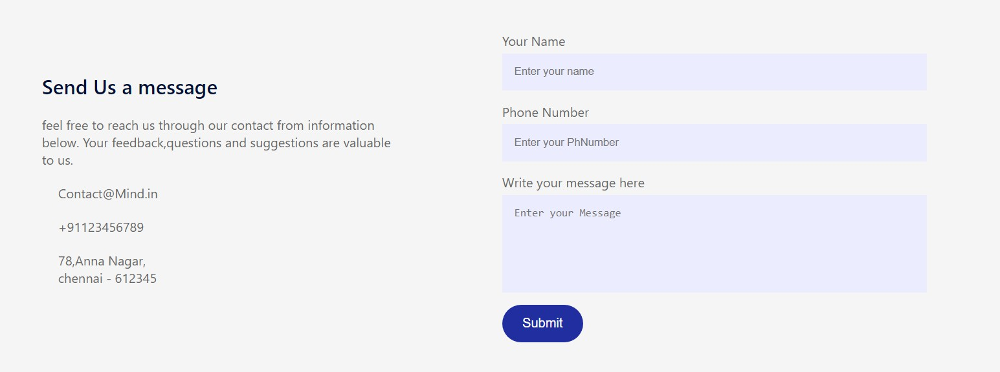 Send Us a message
feel free to reach us through our contact from information
below. Your feedback,questions and suggestions are valuable
to us.
Contact@Mind.in
+91123456789
78,Anna Nagar,
chennai - 612345
Your Name
Enter your name
Phone Number
Enter your PhNumber
Write your message here
Enter your Message
Submit